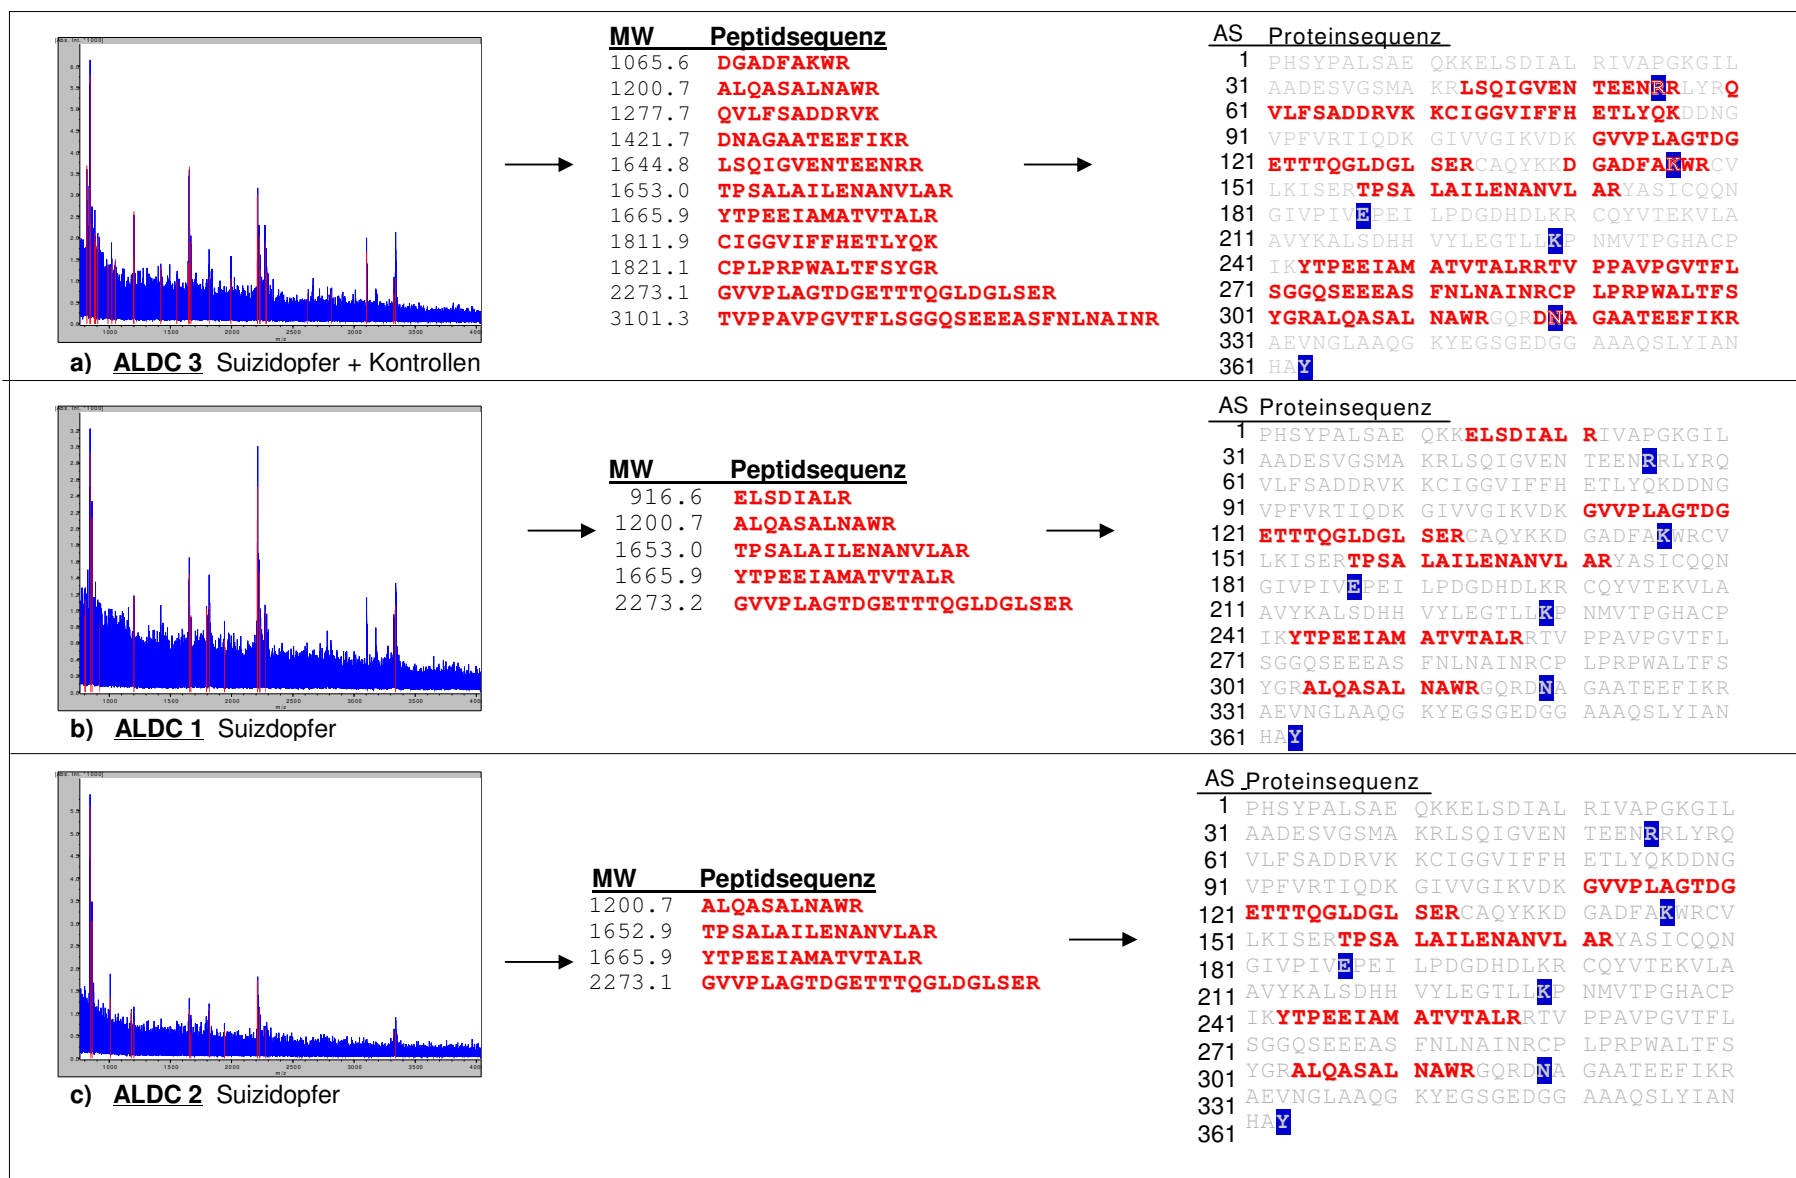 MW Peptidsequenz
1065.6 DGADFAKWR
1200.7 ALQASALNAWR
1277.7 QVLFSADDRVK
1421.7 DNAGAATEEFIKR
1644.8 LSQIGVENTEENRR
1653.0 TPSALAILENANVLAR
1665.9 YTPEEIAMATVTALR
1811.9 CIGGVIFFHETLYQK
1821.1 CPLPRPWALTFSYGR
2273.1 GVVPLAGTDGETTTQGLDGLSER
3101.3 TVPPAVPGVTFLSGGQSEEEASFNLNAINR
AS Proteinsequenz
1 PHSYPALSAE QKKELSDIAL RIVAPGKGIL
31 AADESVGSMA KRLSQIGVEN TEENRRLYRQ
61 VLFSADDRVK KCIGGVIFFH ETLYQKDDNG
91 VPFVRTIQDK GIVVGIKVDK GVVPLAGTDG
121 ETTTQGLDGL SERCAQYKKD GADFAKWRCV
151 LKISERTPSA LAILENANVL ARYASICQQN
181 GIVPIVEPEI LPDGDHDLKR CQYVTEKVLA
211 AVYKALSDHH VYLEGTLLKP NMVTPGHACP
241 IKYTPEEIAM ATVTALRRTV PPAVPGVTFL
271 SGGQSEEEAS FNLNAINRCP LPRPWALTFS
301 YGRALQASAL NAWRGQRDNA GAATEEFIKR
331 AEVNGLAAQG KYEGSGEDGG AAAQSLYIAN
361 HAY
a) ALDC 3 Suizidopfer + Kontrollen
MW Peptidsequenz
916.6 ELSDIALR
1200.7 ALQASALNAWR
1653.0 TPSALAILENANVLAR
1665.9 YTPEEIAMATVTALR
2273.2 GVVPLAGTDGETTTQGLDGLSER
AS Proteinsequenz
1 PHSYPALSAE QKKELSDIAL RIVAPGKGIL
31 AADESVGSMA KRLSQIGVEN TEENRRLYRQ
61 VLFSADDRVK KCIGGVIFFH ETLYQKDDNG
91 VPFVRTIQDK GIVVGIKVDK GVVPLAGTDG
121 ETTTQGLDGL SERCAQYKKD GADFAKWRCV
151 LKISERTPSA LAILENANVL ARYASICQQN
181 GIVPIVEPEI LPDGDHDLKR CQYVTEKVLA
211 AVYKALSDHH VYLEGTLLKP NMVTPGHACP
241 IKYTPEEIAM ATVTALRRTV PPAVPGVTFL
271 SGGQSEEEAS FNLNAINRCP LPRPWALTFS
301 YGRALQASAL NAWRGQRDNA GAATEEFIKR
331 AEVNGLAAQG KYEGSGEDGG AAAQSLYIAN
361 HAY
b) ALDC 1 Suizdopfer
MW Peptidsequenz
1200.7 ALQASALNAWR
1652.9 TPSALAILENANVLAR
1665.9 YTPEEIAMATVTALR
2273.1 GVVPLAGTDGETTTQGLDGLSER
AS Proteinsequenz
1 PHSYPALSAE QKKELSDIAL RIVAPGKGIL
31 AADESVGSMA KRLSQIGVEN TEENRRLYRQ
61 VLFSADDRVK KCIGGVIFFH ETLYQKDDNG
91 VPFVRTIQDK GIVVGIKVDK GVVPLAGTDG
121 ETTTQGLDGL SERCAQYKKD GADFAKWRCV
151 LKISERTPSA LAILENANVL ARYASICQQN
181 GIVPIVEPEI LPDGDHDLKR CQYVTEKVLA
211 AVYKALSDHH VYLEGTLLKP NMVTPGHACP
241 IKYTPEEIAM ATVTALRRTV PPAVPGVTFL
271 SGGQSEEEAS FNLNAINRCP LPRPWALTFS
301 YGRALQASAL NAWRGQRDNA GAATEEFIKR
331 AEVNGLAAQG KYEGSGEDGG AAAQSLYIAN
361 HAY
c) ALDC 2 Suizidopfer